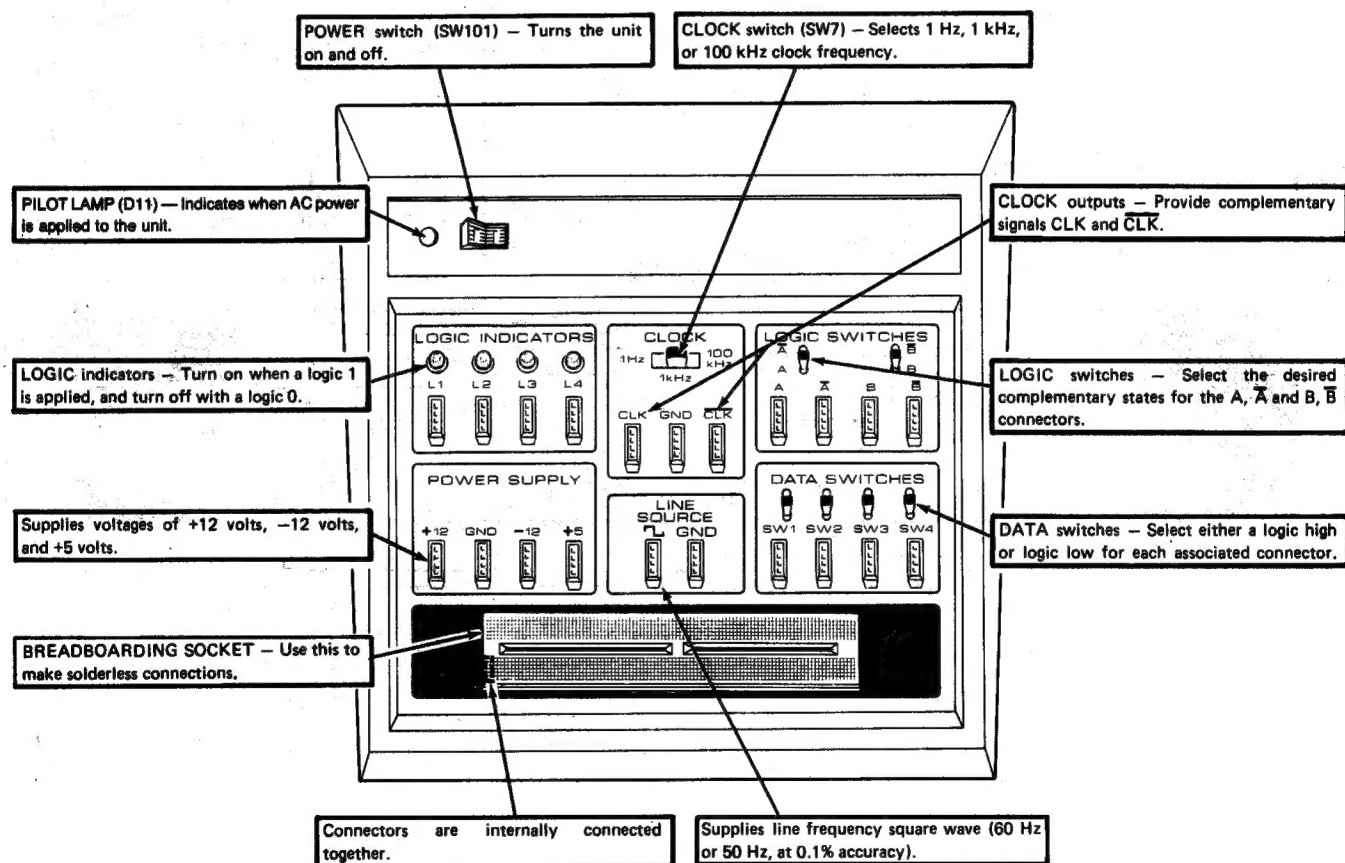 POWER switch (SW101) — Turns the unit
on and off.
CLOCK switch (SW7) — Selects 1 Hz, 1 kHz,
or 100 kHz clock frequency.
PILOT LAMP (D11) — Indicates when AC power
is applied to the unit.
CLOCK outputs — Provide complementary
signals CLK and C̅L̅K̅.
LOGIC indicators — Turn on when a logic 1
is applied, and turn off with a logic 0.
LOGIC switches — Select the desired
complementary states for the A, A̅ and B, B̅
connectors.
Supplies voltages of +12 volts, —12 volts,
and +5 volts.
DATA switches — Select either a logic high
or logic low for each associated connector.
BREADBOARDING SOCKET — Use this to
make solderless connections.
Connectors are internally connected
together.
Supplies line frequency square wave (60 Hz
or 50 Hz, at 0.1% accuracy).
LOGIC INDICATORS
L1 L2 L3 L4
CLOCK
1Hz 100 kHz
1kHz
CLK GND C̅L̅K̅
LOGIC SWITCHES
A̅ B̅
A B
A A̅ B B̅
POWER SUPPLY
+12 GND -12 +5
LINE
SOURCE
GND
DATA SWITCHES
SW1 SW2 SW3 SW4